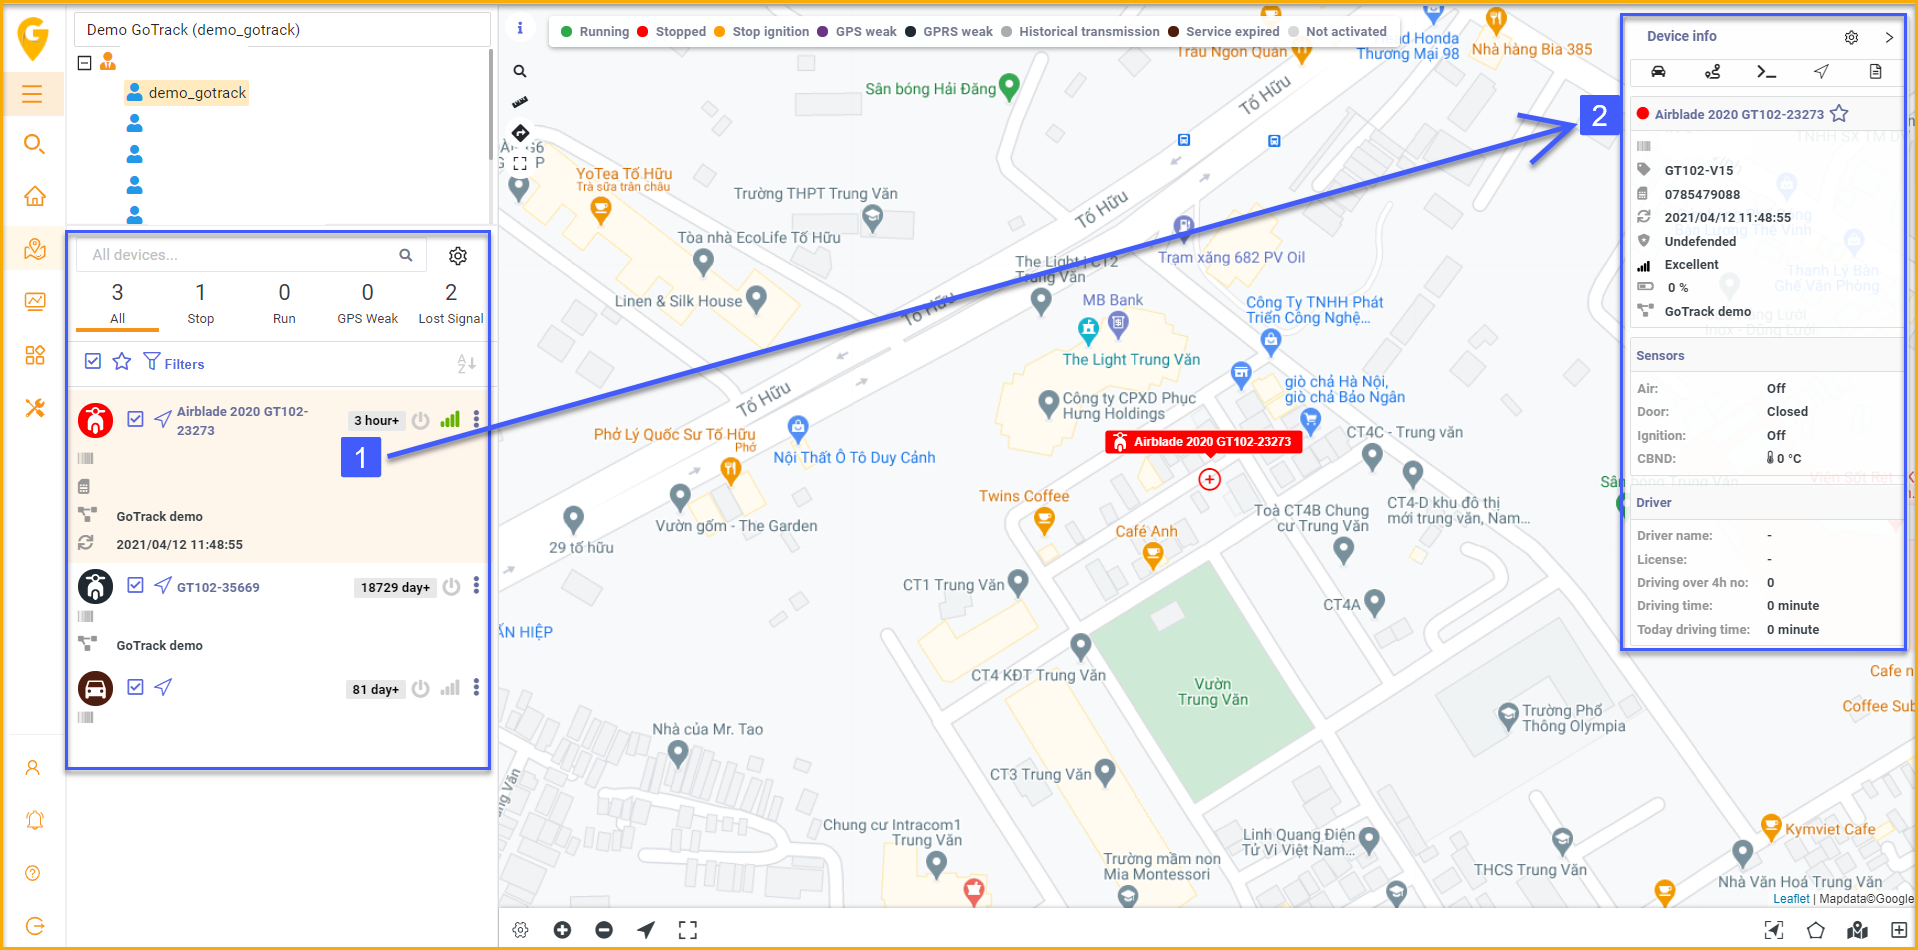 Demo GoTrack (demo_gotrack)
demo_gotrack
All devices...
3
1
0
0
2
All
Stop
Run
GPS Weak
Lost Signal
Filters
Airblade 2020 GT102-
23273
3 hour+
GoTrack demo
2021/04/12 11:48:55
GT102-35669
18729 day+
GoTrack demo
81 day+
1
2
Running
Stopped
Stop ignition
GPS weak
GPRS weak
Historical transmission
Service expired
Not activated
Thương Mại 98
Nhà hàng Bia 385
Sân bóng Hải Đăng
Tố Hữu
YoTea Tố Hữu
Trà sữa trân châu
Trường THPT Trung Văn
Tố Hữu
Tòa nhà EcoLife Tố Hữu
Trạm xăng 682 PV Oil
The Light | CT2
Trung Văn
Linen & Silk House
Tố Hữu
MB Bank
Công Ty TNHH Phát
Triển Công Nghệ...
The Light Trung Văn
giò chả Hà Nội,
giò chả Bảo Ngân
Tố Hữu
Công ty CPXD Phục
Hưng Holdings
Phở Lý Quốc Sư Tố Hữu
Phở
CT4C - Trung văn
Airblade 2020 GT102-23273
Nội Thất Ô Tô Duy Cảnh
Twins Coffee
Vườn gốm - The Garden
Toà CT4B Chung
cư Trung Văn
CT4-D khu đô thị
mới trung văn, Nam...
Café Anh
29 tố hữu
CT1 Trung Văn
CT4A
ẤN HIỆP
CT4 KĐT Trung Văn
Vườn
Trung Văn
Trường Phổ
Thông Olympia
Cafe n
Coffee Sub
Nhà của Mr. Tao
CT3 Trung Văn
Chung cư Intracom1
Trung Văn
Linh Quang Điện
Tử Vi Việt Nam...
Kymviet Cafe
Trường mầm non
Mia Montessori
THCS Trung Văn
Nhà Văn Hoá Trung Văn
Leaflet | Mapdata©Google
Device info
Airblade 2020 GT102-23273
GT102-V15
0785479088
2021/04/12 11:48:55
Undefended
Excellent
0 %
GoTrack demo
Sensors
Air: Off
Door: Closed
Ignition: Off
CBND: 0 °C
Driver
Driver name: -
License: -
Driving over 4h no: 0
Driving time: 0 minute
Today driving time: 0 minute